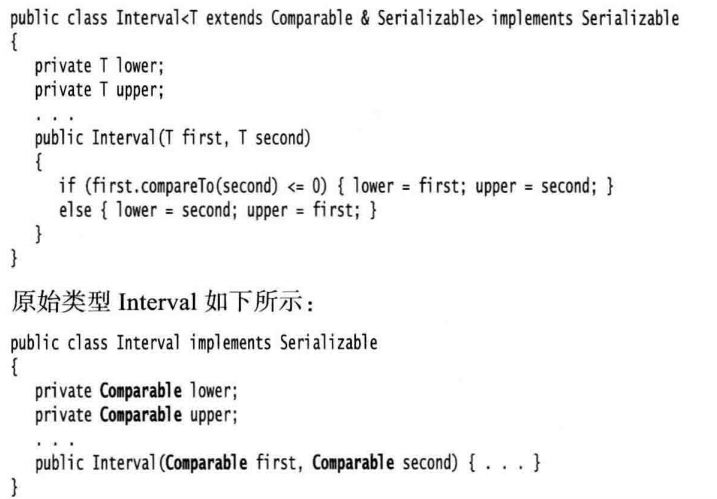 public class Interval<T extends Comparable & Serializable> implements Serializable
{
   private T lower;
   private T upper;
   . . .
   public Interval(T first, T second)
   {
      if (first.compareTo(second) <= 0) { lower = first; upper = second; }
      else { lower = second; upper = first; }
   }
}
原始类型 Interval 如下所示：
public class Interval implements Serializable
{
   private Comparable lower;
   private Comparable upper;
   . . .
   public Interval(Comparable first, Comparable second) { . . . }
}